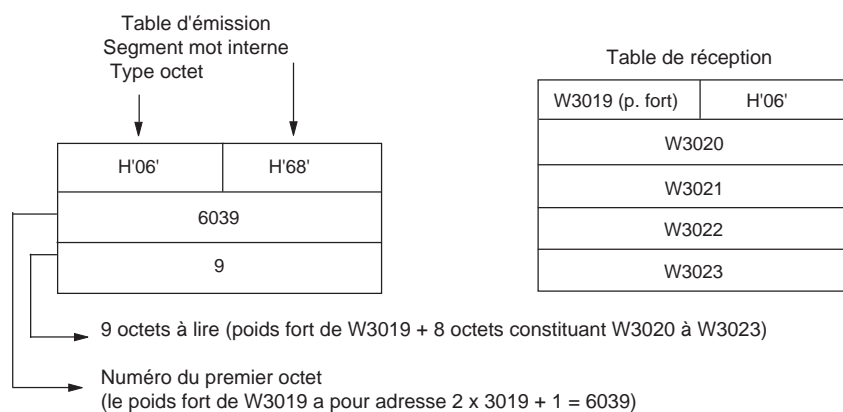 Table d'émission
Segment mot interne
Type octet
H'06' H'68'
6039
9
Table de réception
W3019 (p. fort) H'06'
W3020
W3021
W3022
W3023
9 octets à lire (poids fort de W3019 + 8 octets constituant W3020 à W3023)
Numéro du premier octet
(le poids fort de W3019 a pour adresse 2 x 3019 + 1 = 6039)